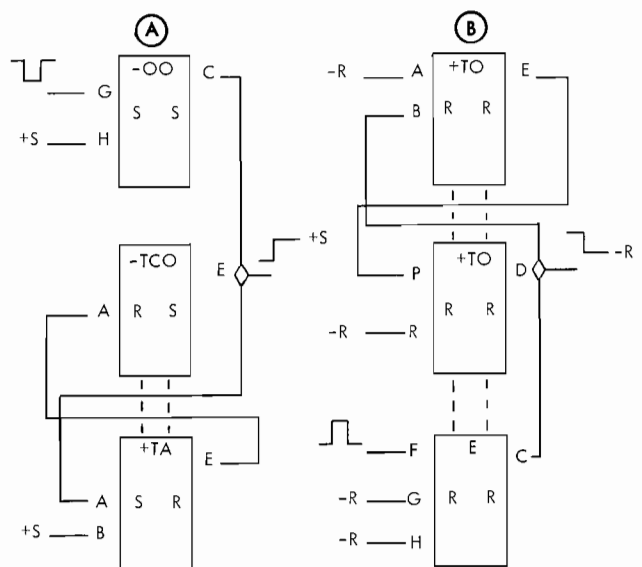 A
-OO
C
G
S S
+S H
E
+S
-TCO
A
R S
+TA
E
A
S R
+S B
B
-R A
+TO
E
B
R R
+TO
D
-R
P
R R
-R R
F
E
C
-R G
R R
-R H